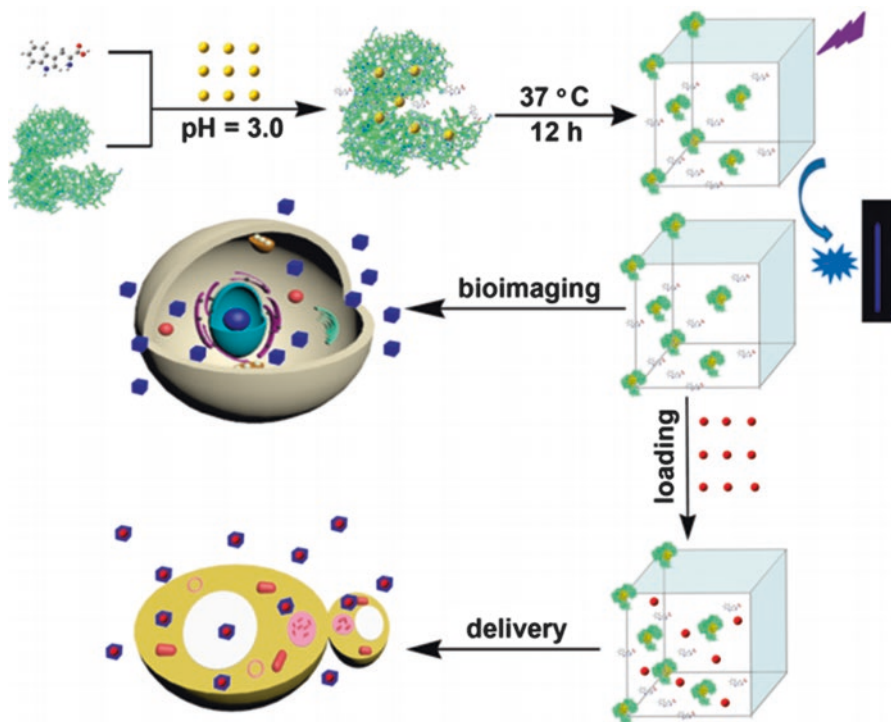 pH = 3.0
37 °C
12 h
bioimaging
loading
delivery